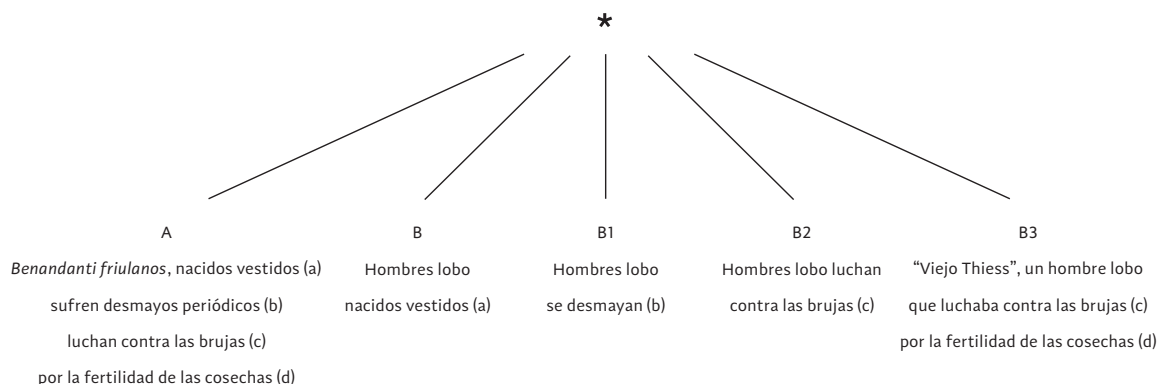 *
A
Benandanti friulanos, nacidos vestidos (a)
sufren desmayos periódicos (b)
luchan contra las brujas (c)
por la fertilidad de las cosechas (d)
B
Hombres lobo
nacidos vestidos (a)
B1
Hombres lobo
se desmayan (b)
B2
Hombres lobo luchan
contra las brujas (c)
B3
“Viejo Thiess”, un hombre lobo
que luchaba contra las brujas (c)
por la fertilidad de las cosechas (d)